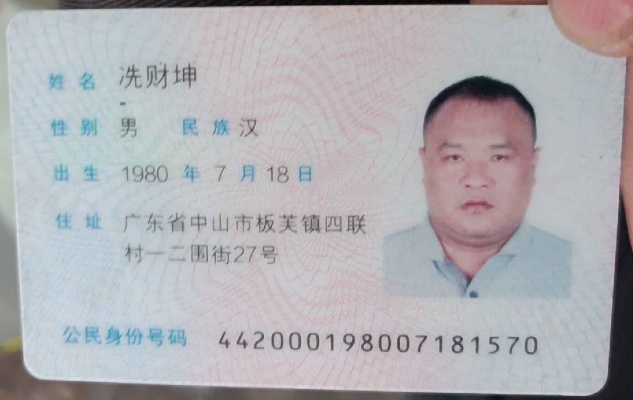 姓名 冼财坤
性别 男 民族 汉
出生 1980 年 7 月 18 日
住址 广东省中山市板芙镇四联
村一二围街27号
公民身份号码 442000198007181570